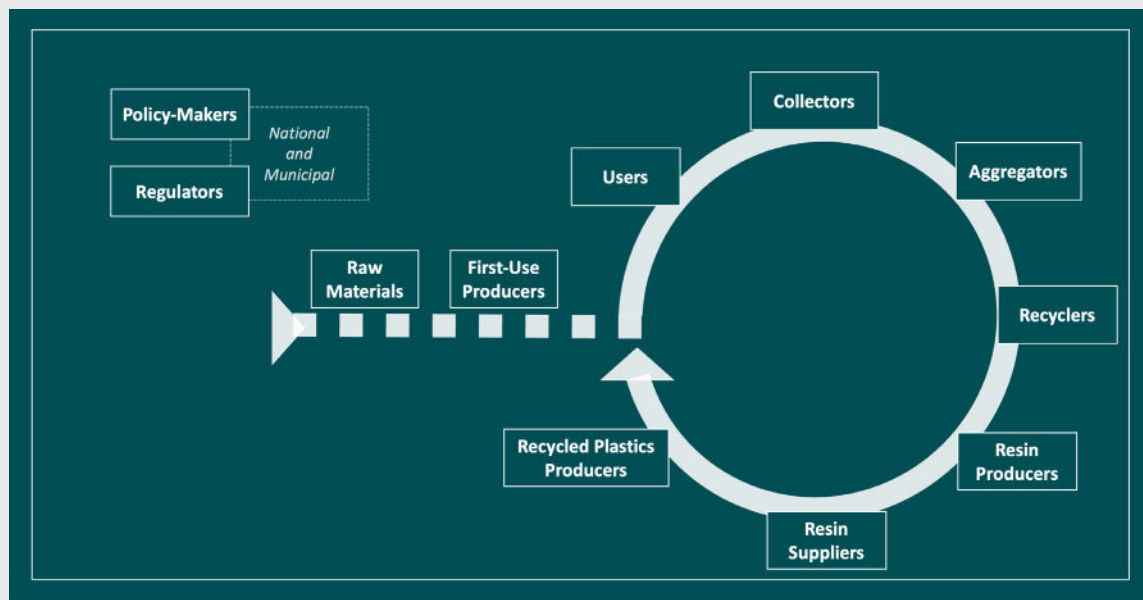 Policy-Makers
National
and
Municipal
Regulators
Raw
Materials
First-Use
Producers
Users
Collectors
Aggregators
Recyclers
Resin
Producers
Resin
Suppliers
Recycled Plastics
Producers